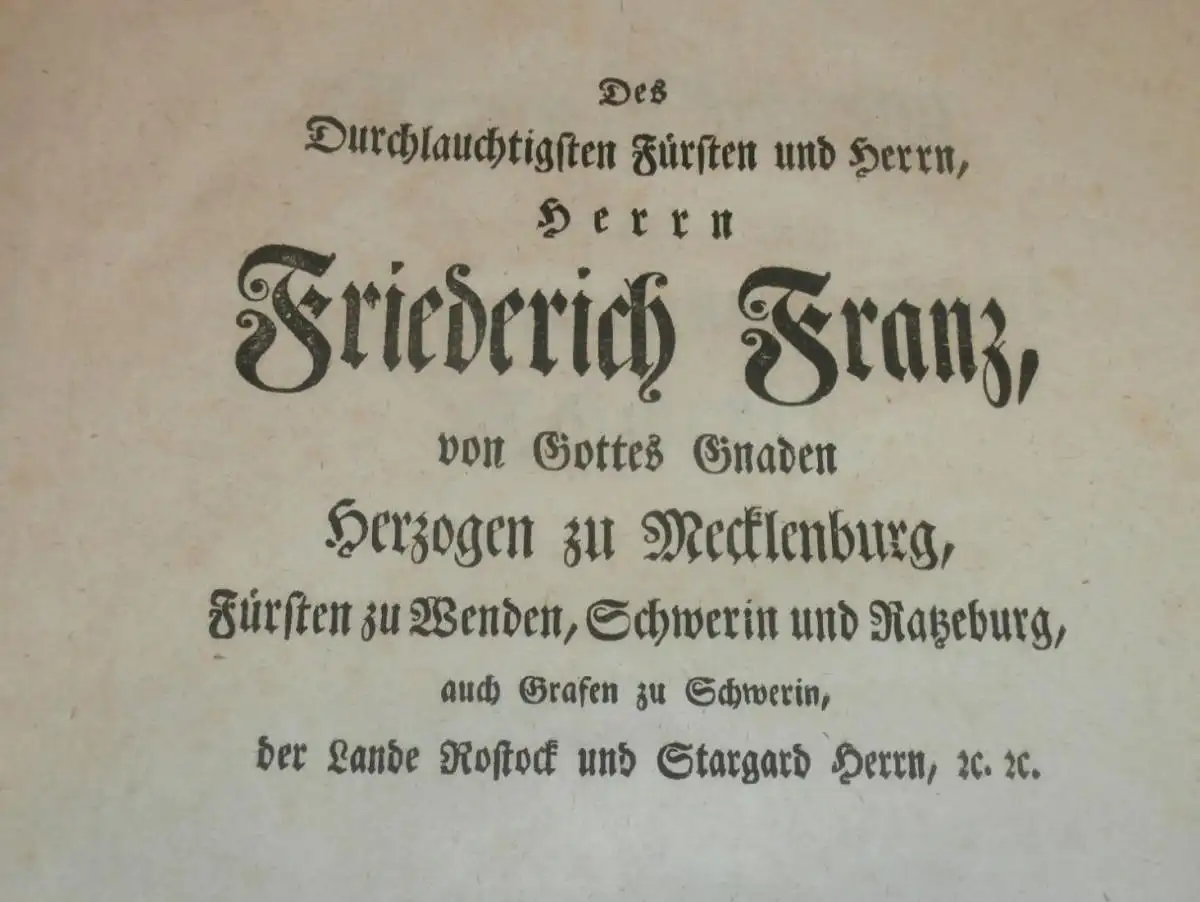 Des
Durchlauchtigſten Fürſten und Herrn,
Herrn
Friederich Franz,
von Gottes Gnaden
Herzogen zu Mecklenburg,
Fürſten zu Wenden, Schwerin und Ratzeburg,
auch Grafen zu Schwerin,
der Lande Roſtock und Stargard Herrn, ꝛc. ꝛc.